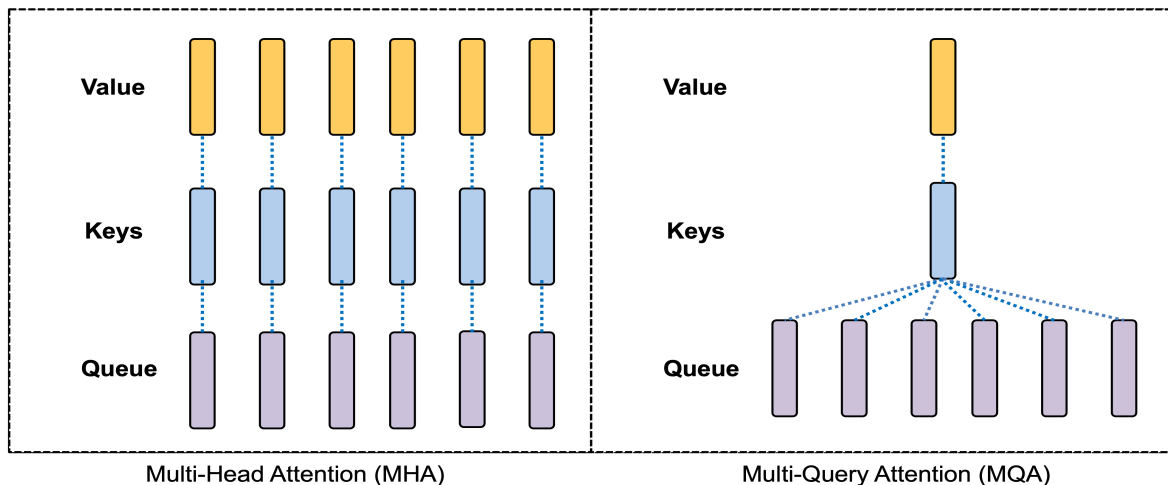 Value
Keys
Queue
Multi-Head Attention (MHA)
Value
Keys
Queue
Multi-Query Attention (MQA)